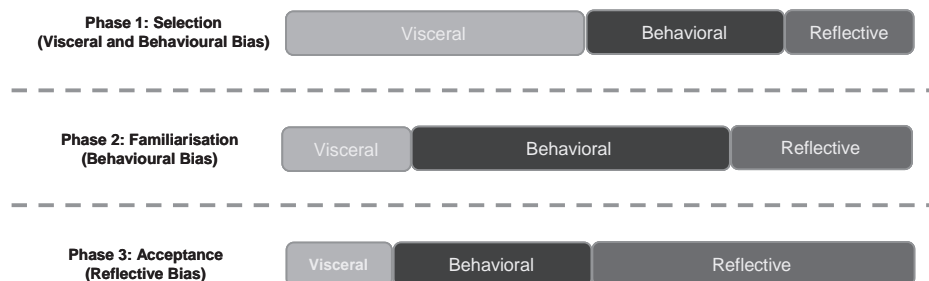 Phase 1: Selection
(Visceral and Behavioural Bias)
Visceral
Behavioral
Reflective
Phase 2: Familiarisation
(Behavioural Bias)
Visceral
Behavioral
Reflective
Phase 3: Acceptance
(Reflective Bias)
Visceral
Behavioral
Reflective